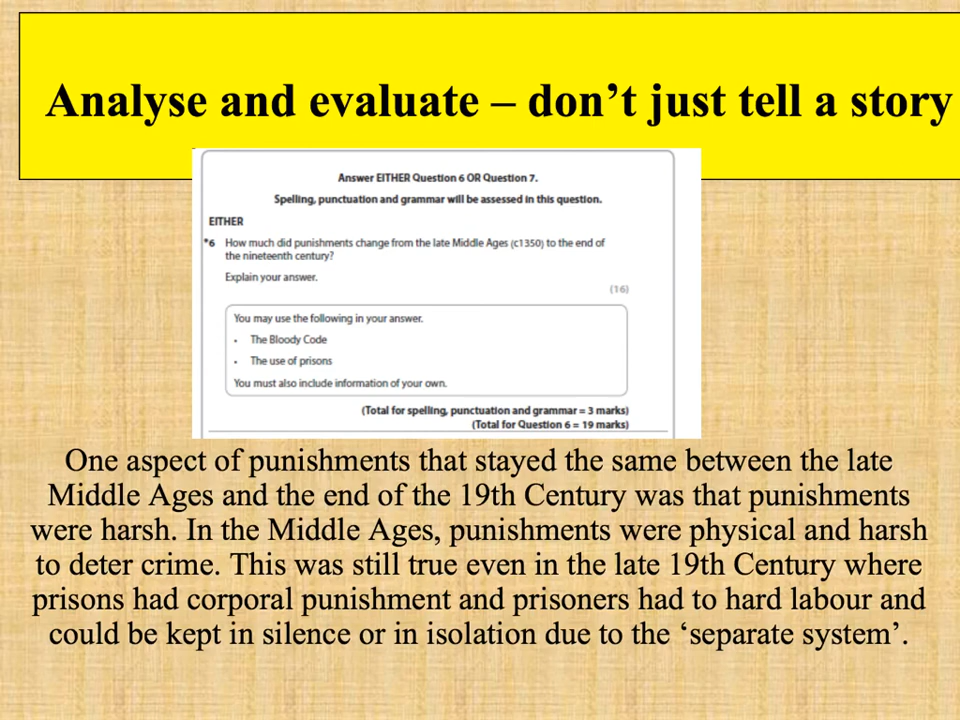 Analyse and evaluate – don’t just tell a story
Answer EITHER Question 6 OR Question 7.
Spelling, punctuation and grammar will be assessed in this question.
EITHER
*6 How much did punishments change from the late Middle Ages (c1350) to the end of
the nineteenth century?
Explain your answer.
(16)
You may use the following in your answer.
• The Bloody Code
• The use of prisons
You must also include information of your own.
(Total for spelling, punctuation and grammar = 3 marks)
(Total for Question 6 = 19 marks)
One aspect of punishments that stayed the same between the late
Middle Ages and the end of the 19th Century was that punishments
were harsh. In the Middle Ages, punishments were physical and harsh
to deter crime. This was still true even in the late 19th Century where
prisons had corporal punishment and prisoners had to hard labour and
could be kept in silence or in isolation due to the ‘separate system’.